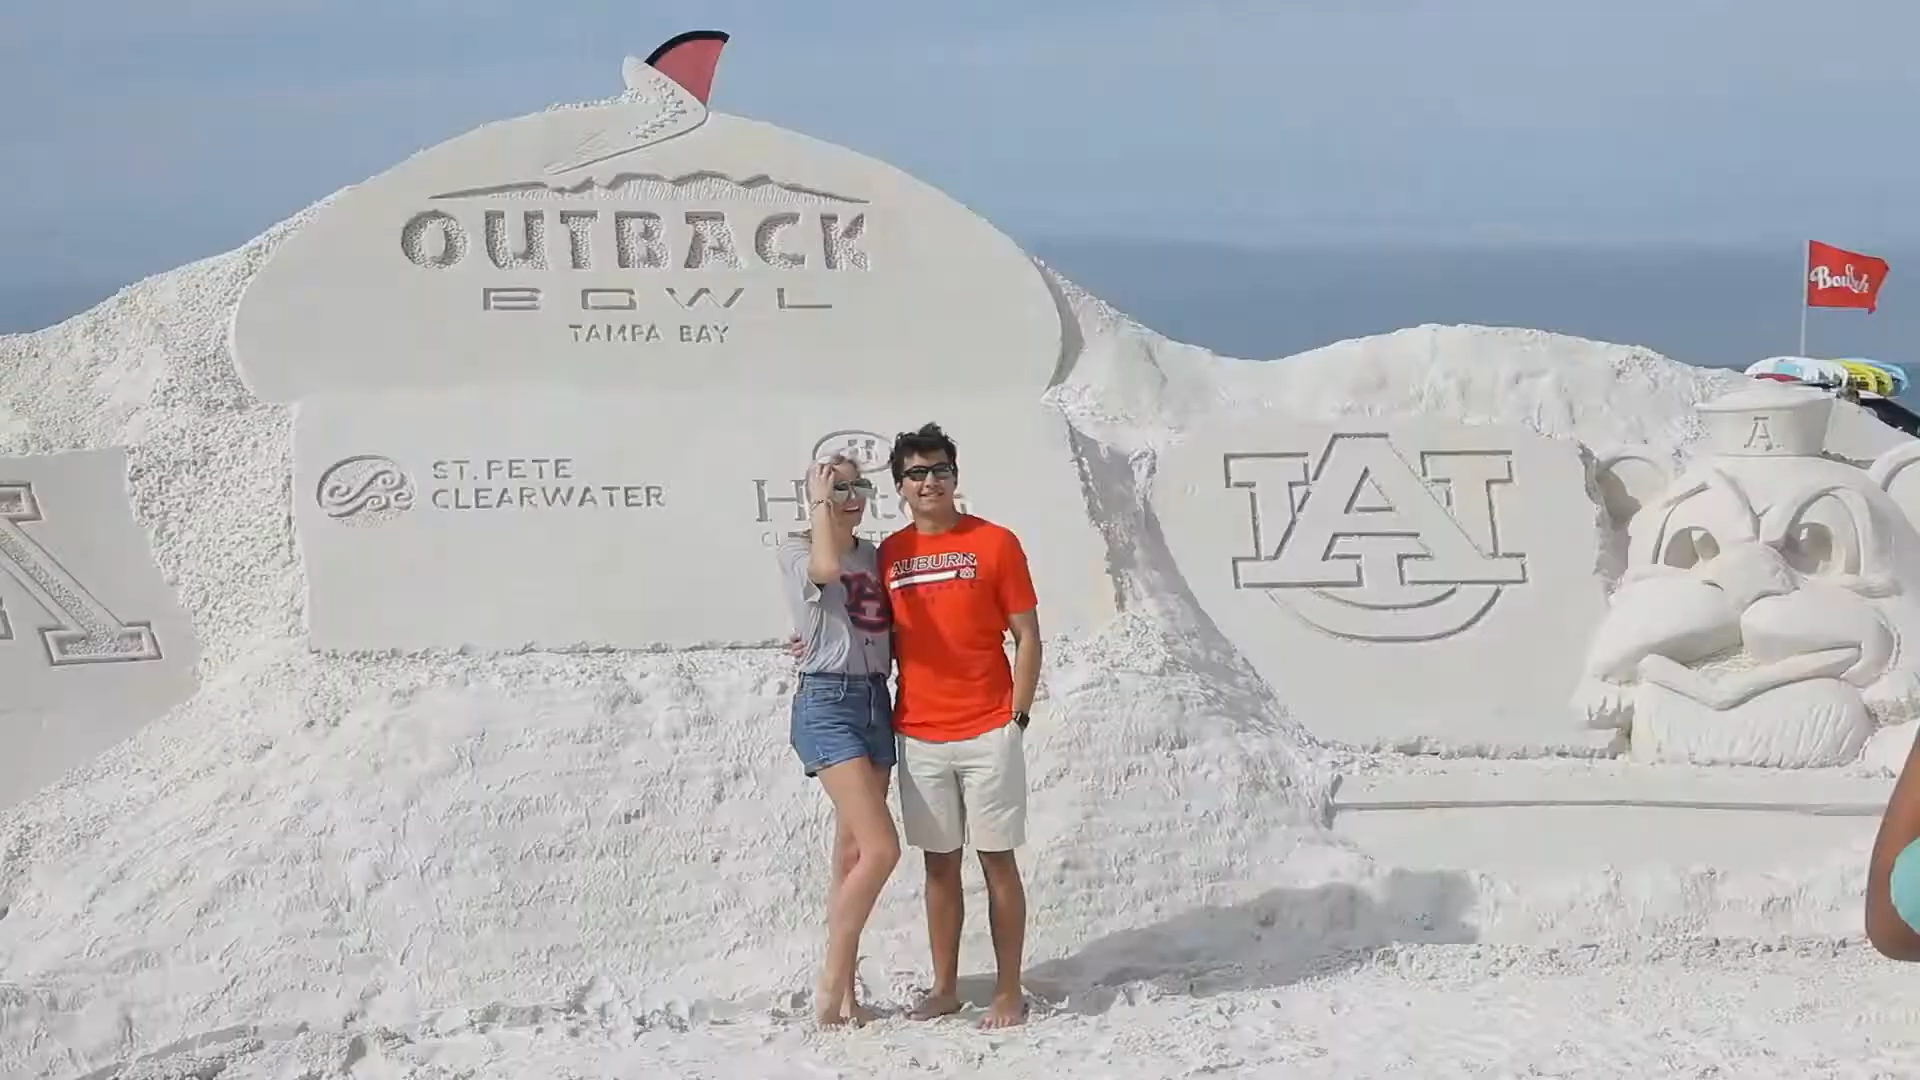 OUTBACK
BOWL
TAMPA BAY
ST. PETE
CLEARWATER
AUBURN
AU
A
A